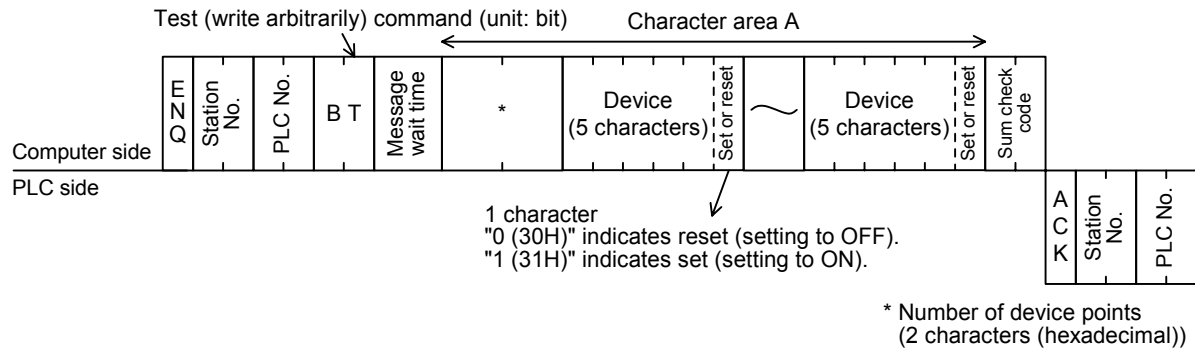 Test (write arbitrarily) command (unit: bit)
Character area A
ENQ
Station No.
PLC No.
B T
Message wait time
*
Device
(5 characters)
Set or reset
Device
(5 characters)
Set or reset
Sum check code
Computer side
PLC side
1 character
"0 (30H)" indicates reset (setting to OFF).
"1 (31H)" indicates set (setting to ON).
ACK
Station No.
PLC No.
* Number of device points
(2 characters (hexadecimal))